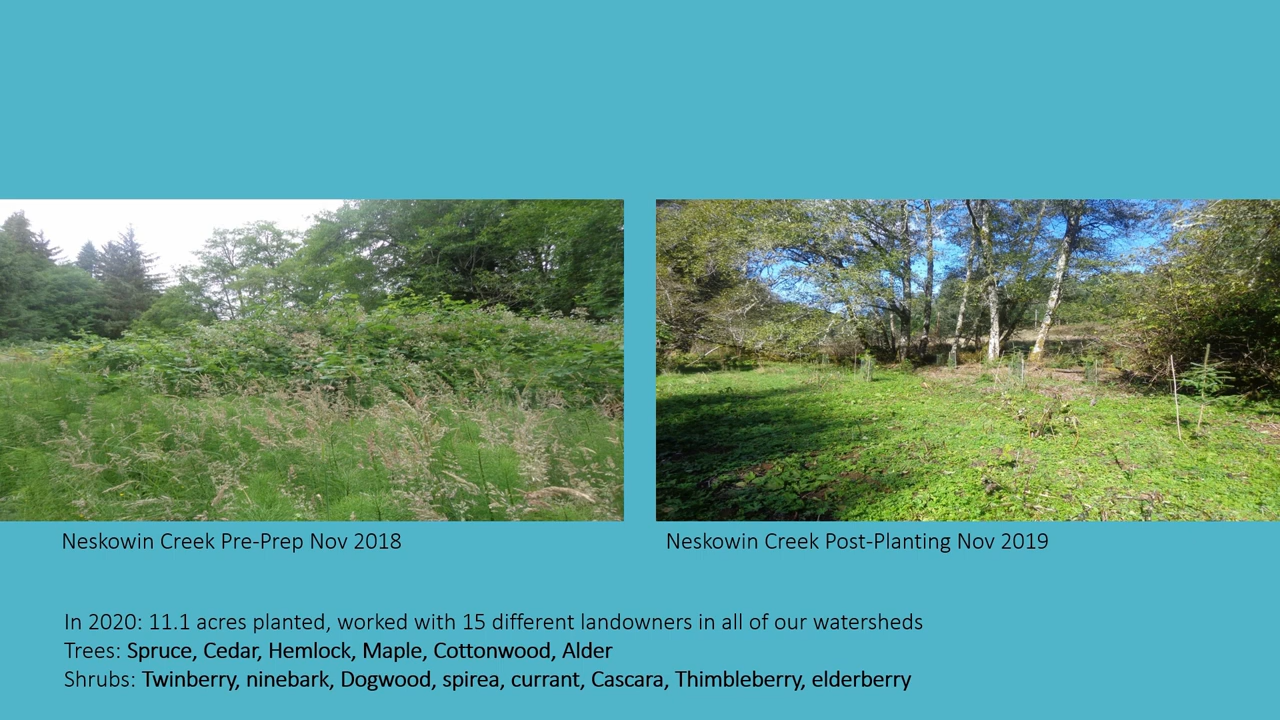 Neskowin Creek Pre-Prep Nov 2018
Neskowin Creek Post-Planting Nov 2019
In 2020: 11.1 acres planted, worked with 15 different landowners in all of our watersheds
Trees: Spruce, Cedar, Hemlock, Maple, Cottonwood, Alder
Shrubs: Twinberry, ninebark, Dogwood, spirea, currant, Cascara, Thimbleberry, elderberry